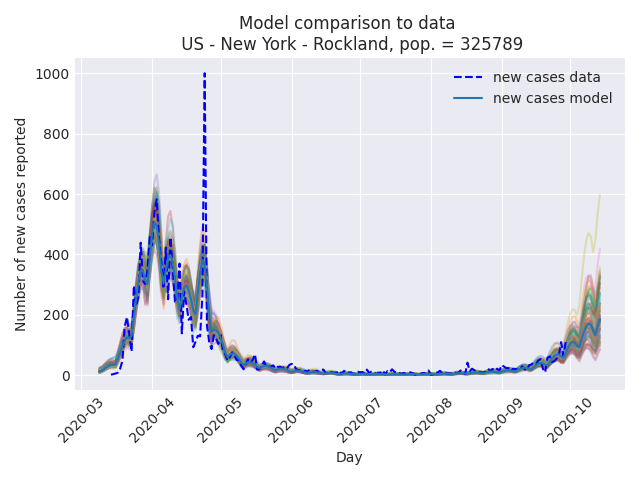 Model comparison to data
US - New York - Rockland, pop. = 325789
new cases data
new cases model
Number of new cases reported
1000
800
600
400
200
0
2020-03
2020-04
2020-05
2020-06
2020-07
2020-08
2020-09
2020-10
Day